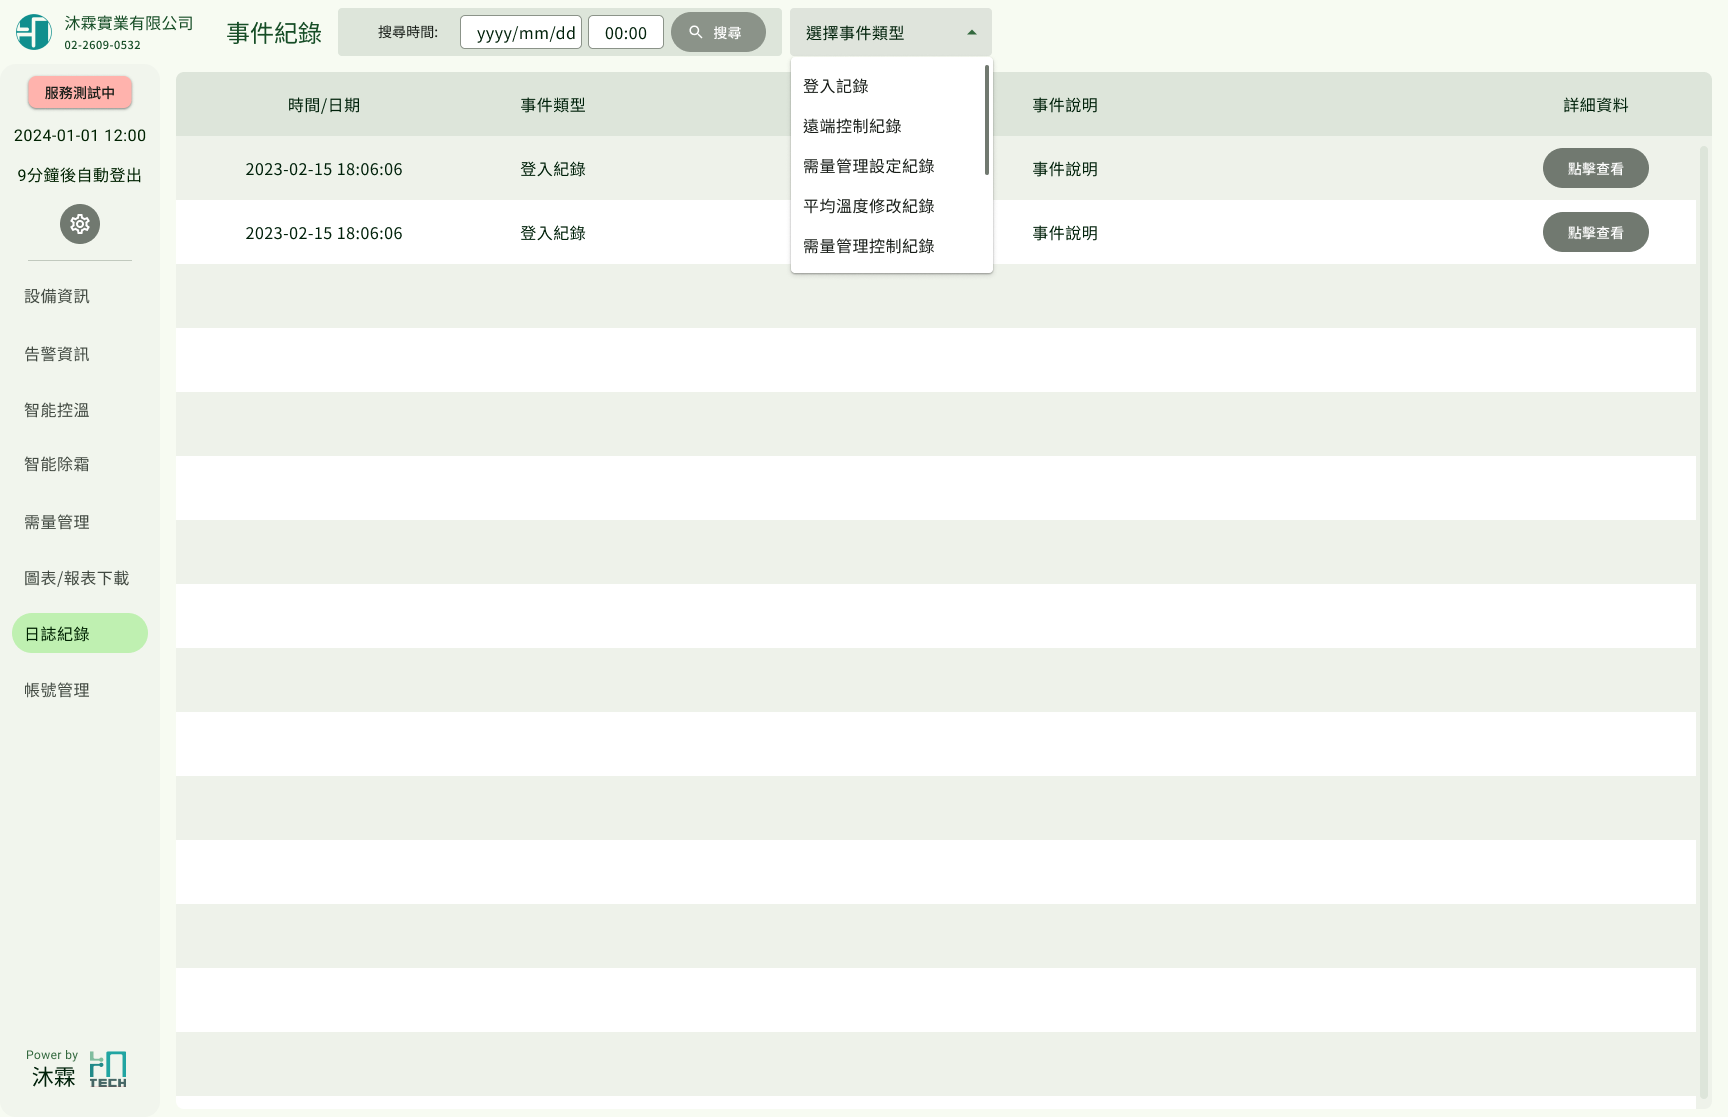 沐霖實業有限公司
02-2609-0532
事件紀錄
搜尋時間:
yyyy/mm/dd
00:00
搜尋
選擇事件類型
登入記錄
遠端控制紀錄
需量管理設定紀錄
平均溫度修改紀錄
需量管理控制紀錄
服務測試中
2024-01-01 12:00
9分鐘後自動登出
設備資訊
告警資訊
智能控溫
智能除霜
需量管理
圖表/報表下載
日誌紀錄
帳號管理
時間/日期 事件類型 事件說明 詳細資料
2023-02-15 18:06:06 登入紀錄 事件說明 點擊查看
2023-02-15 18:06:06 登入紀錄 事件說明 點擊查看
Power by
沐霖
TECH